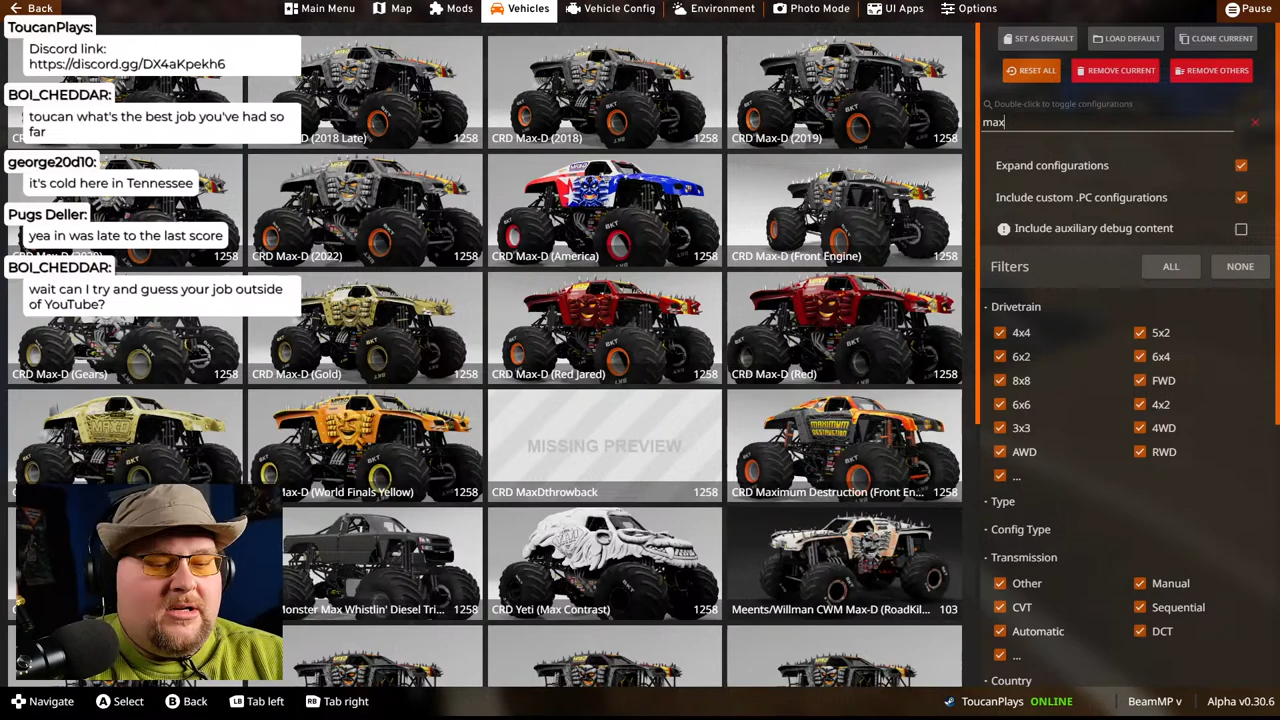 Back
Main Menu
Map
Mods
Vehicles
Vehicle Config
Environment
Photo Mode
UI Apps
Options
Pause
ToucanPlays:
Discord link:
https://discord.gg/DX4aKpekh6
BOI_CHEDDAR:
toucan what's the best job you've had so
far
george20d10:
it's cold here in Tennessee
Pugs Deller:
yea in was late to the last score
BOI_CHEDDAR:
wait can I try and guess your job outside
of YouTube?
(2018 Late) 1258
CRD Max-D (2018) 1258
CRD Max-D (2019) 1258
1258
CRD Max-D (2022) 1258
CRD Max-D (America) 1258
CRD Max-D (Front Engine) 1258
CRD Max-D (Gears) 1258
CRD Max-D (Gold) 1258
CRD Max-D (Red Jared) 1258
CRD Max-D (Red) 1258
Max-D (World Finals Yellow) 1258
MISSING PREVIEW
CRD MaxDthrowback 1258
MAXIMUM
DESTRUCTION
CRD Maximum Destruction (Front En... 1258
Monster Max Whistlin' Diesel Tri... 1258
CRD Yeti (Max Contrast) 1258
Meents/Willman CWM Max-D (RoadKil... 103
SET AS DEFAULT
LOAD DEFAULT
CLONE CURRENT
RESET ALL
REMOVE CURRENT
REMOVE OTHERS
Double-click to toggle configurations
max
Expand configurations
Include custom .PC configurations
Include auxiliary debug content
Filters
ALL
NONE
- Drivetrain
4x4
5x2
6x2
6x4
8x8
FWD
6x6
4x2
3x3
4WD
AWD
RWD
...
- Type
- Config Type
- Transmission
Other
Manual
CVT
Sequential
Automatic
DCT
...
- Country
Navigate
A Select
B Back
LB Tab left
RB Tab right
ToucanPlays ONLINE
BeamMP v
Alpha v0.30.6